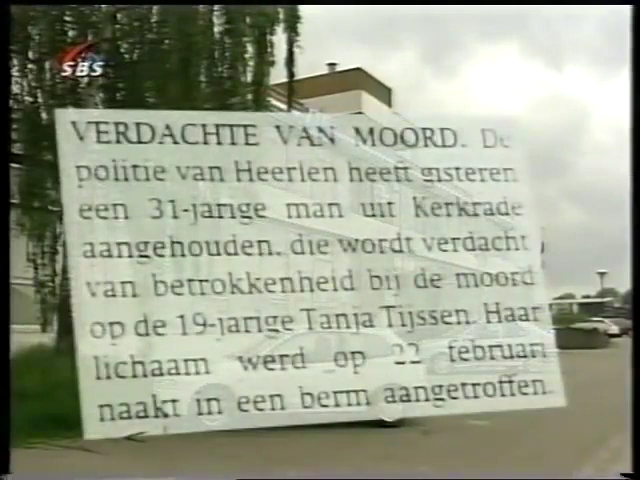 SBS
VERDACHTE VAN MOORD. De
politie van Heerlen heeft gisteren
een 31-jarige man uit Kerkrade
aangehouden, die wordt verdacht
van betrokkenheid bij de moord
op de 19-jarige Tanja Tijssen. Haar
lichaam werd op 22 februari
naakt in een berm aangetroffen.